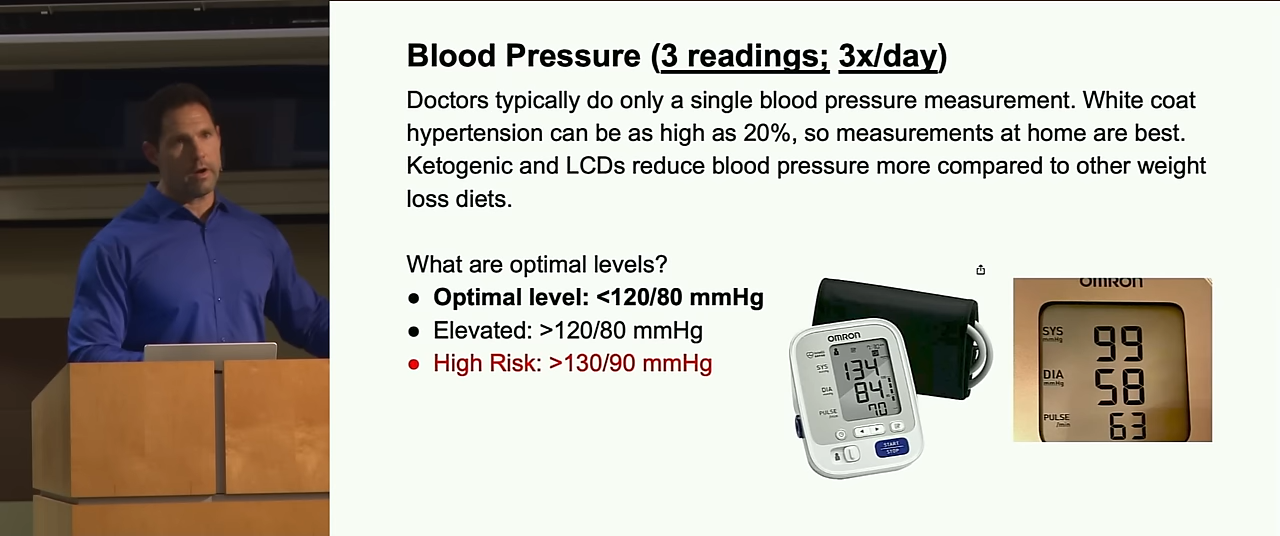 Blood Pressure (3 readings; 3x/day)
Doctors typically do only a single blood pressure measurement. White coat
hypertension can be as high as 20%, so measurements at home are best.
Ketogenic and LCDs reduce blood pressure more compared to other weight
loss diets.
What are optimal levels?
● Optimal level: <120/80 mmHg
● Elevated: >120/80 mmHg
● High Risk: >130/90 mmHg
OMRON
SYS
134
DIA
84
PULSE
70
START
STOP
OMRON
SYS
mmHg
99
DIA
mmHg
58
PULSE
/min
63